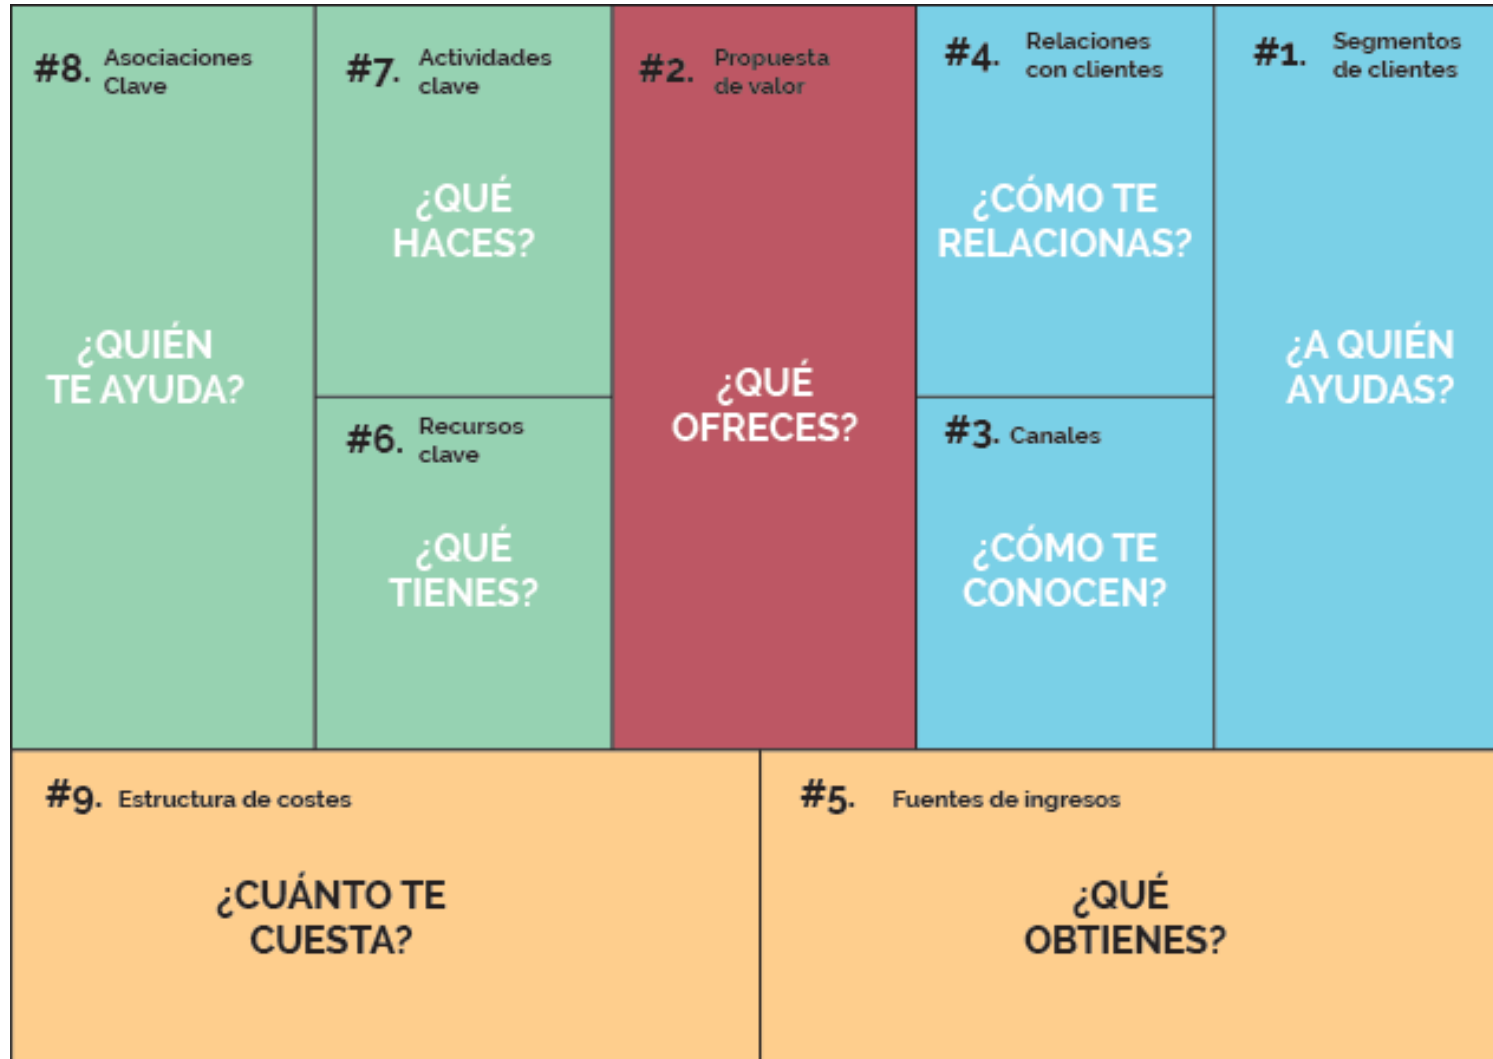 #8. Asociaciones
Clave
¿QUIÉN
TE AYUDA?
#7. Actividades
clave
¿QUÉ
HACES?
#6. Recursos
clave
¿QUÉ
TIENES?
#2. Propuesta
de valor
¿QUÉ
OFRECES?
#4. Relaciones
con clientes
¿CÓMO TE
RELACIONAS?
#3. Canales
¿CÓMO TE
CONOCEN?
#1. Segmentos
de clientes
¿A QUIÉN
AYUDAS?
#9. Estructura de costes
¿CUÁNTO TE
CUESTA?
#5. Fuentes de ingresos
¿QUÉ
OBTIENES?